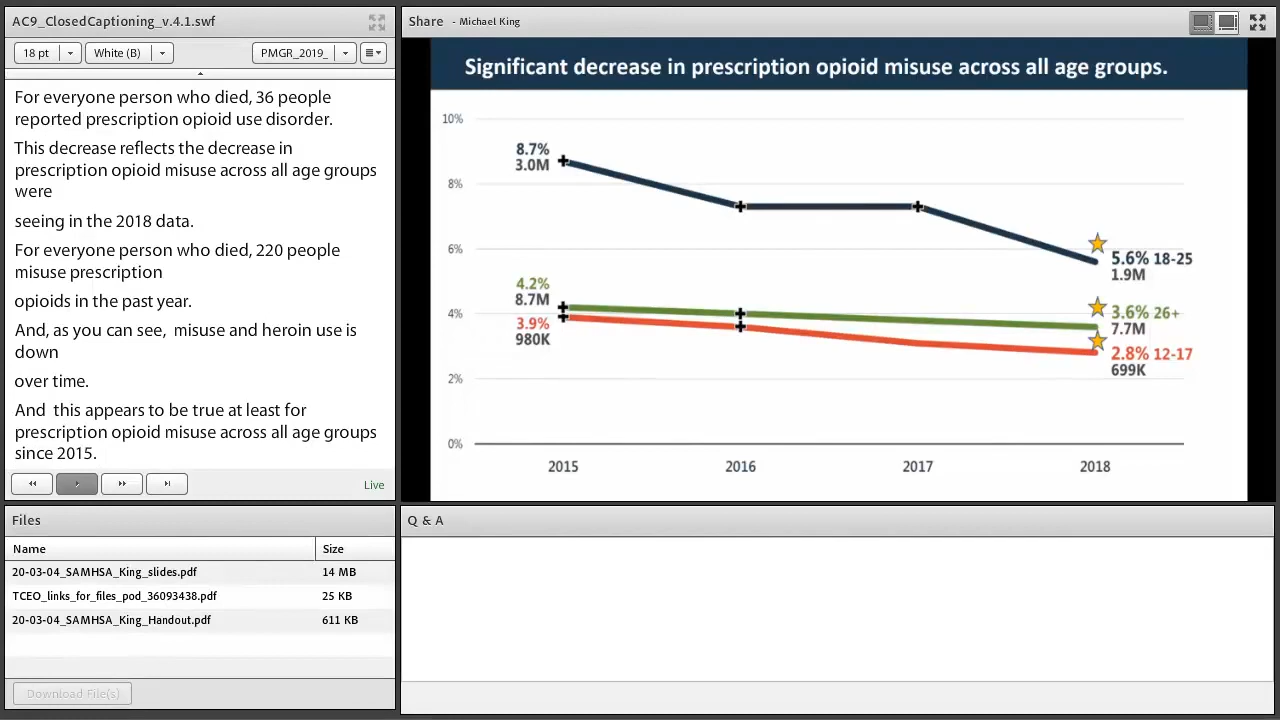 AC9_ClosedCaptioning_v.4.1.swf
18 pt
White (B)
PMGR_2019_
For everyone person who died, 36 people
reported prescription opioid use disorder.
This decrease reflects the decrease in
prescription opioid misuse across all age groups
were
seeing in the 2018 data.
For everyone person who died, 220 people
misuse prescription
opioids in the past year.
And, as you can see, misuse and heroin use is
down
over time.
And this appears to be true at least for
prescription opioid misuse across all age groups
since 2015.
Live
Files
Name Size
20-03-04_SAMHSA_King_slides.pdf 14 MB
TCEO_links_for_files_pod_36093438.pdf 25 KB
20-03-04_SAMHSA_King_Handout.pdf 611 KB
Download File(s)
Share - Michael King
Significant decrease in prescription opioid misuse across all age groups.
10%
8%
6%
4%
2%
0%
8.7%
3.0M
4.2%
8.7M
3.9%
980K
5.6% 18-25
1.9M
3.6% 26+
7.7M
2.8% 12-17
699K
2015 2016 2017 2018
Q & A